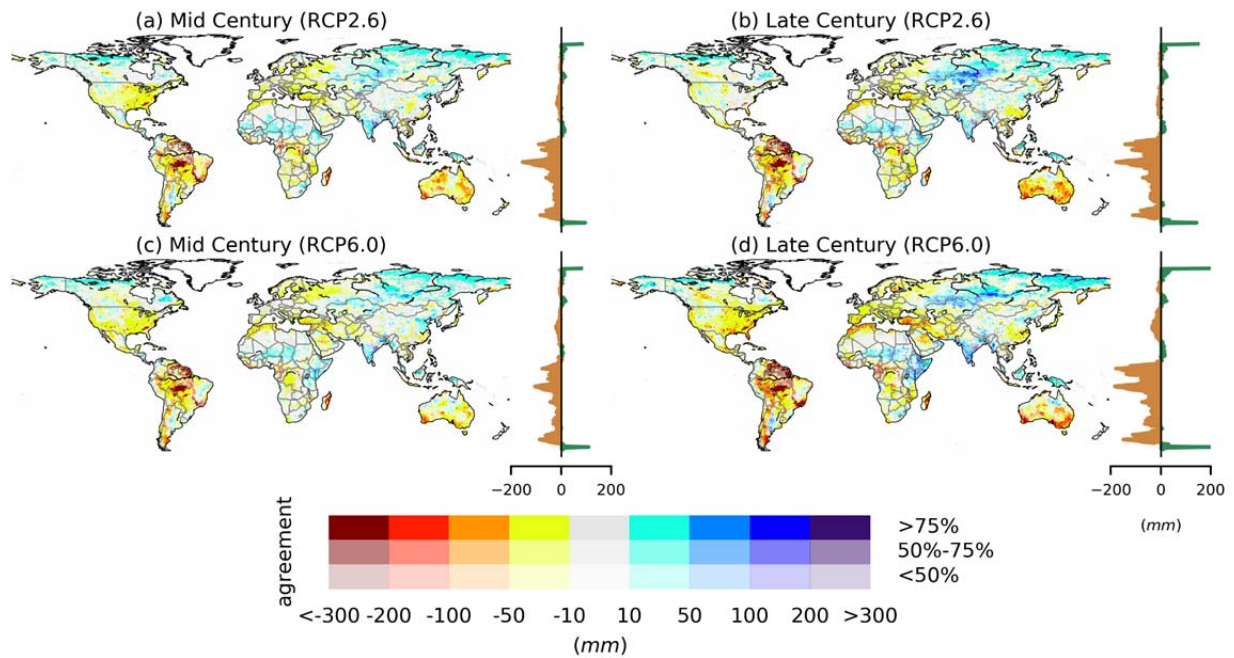 (a) Mid Century (RCP2.6)
(b) Late Century (RCP2.6)
(c) Mid Century (RCP6.0)
(d) Late Century (RCP6.0)
−200 0 200
−200 0 200
(mm)
agreement
>75%
50%-75%
<50%
<-300 -200 -100 -50 -10 10 50 100 200 >300
(mm)